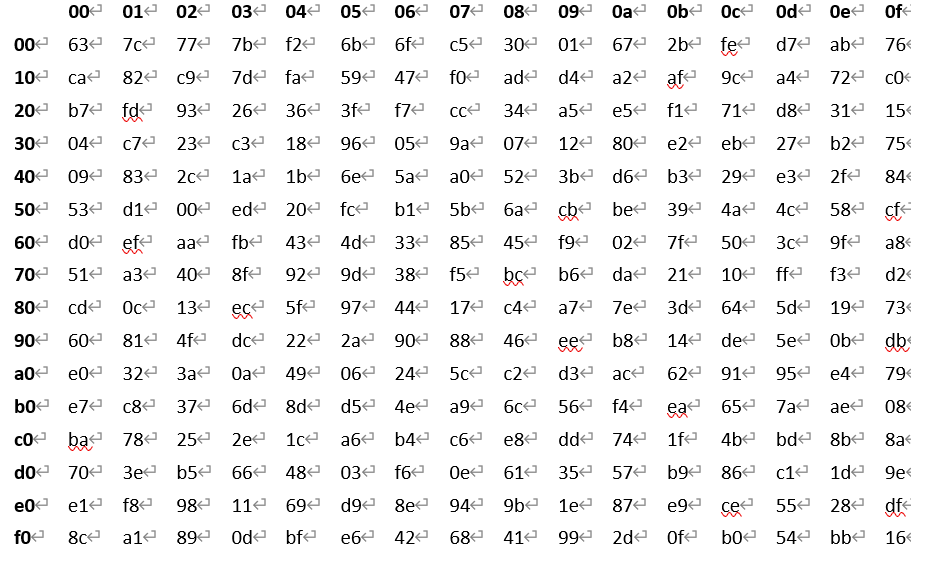 00 01 02 03 04 05 06 07 08 09 0a 0b 0c 0d 0e 0f
00 63 7c 77 7b f2 6b 6f c5 30 01 67 2b fe d7 ab 76
10 ca 82 c9 7d fa 59 47 f0 ad d4 a2 af 9c a4 72 c0
20 b7 fd 93 26 36 3f f7 cc 34 a5 e5 f1 71 d8 31 15
30 04 c7 23 c3 18 96 05 9a 07 12 80 e2 eb 27 b2 75
40 09 83 2c 1a 1b 6e 5a a0 52 3b d6 b3 29 e3 2f 84
50 53 d1 00 ed 20 fc b1 5b 6a cb be 39 4a 4c 58 cf
60 d0 ef aa fb 43 4d 33 85 45 f9 02 7f 50 3c 9f a8
70 51 a3 40 8f 92 9d 38 f5 bc b6 da 21 10 ff f3 d2
80 cd 0c 13 ec 5f 97 44 17 c4 a7 7e 3d 64 5d 19 73
90 60 81 4f dc 22 2a 90 88 46 ee b8 14 de 5e 0b db
a0 e0 32 3a 0a 49 06 24 5c c2 d3 ac 62 91 95 e4 79
b0 e7 c8 37 6d 8d d5 4e a9 6c 56 f4 ea 65 7a ae 08
c0 ba 78 25 2e 1c a6 b4 c6 e8 dd 74 1f 4b bd 8b 8a
d0 70 3e b5 66 48 03 f6 0e 61 35 57 b9 86 c1 1d 9e
e0 e1 f8 98 11 69 d9 8e 94 9b 1e 87 e9 ce 55 28 df
f0 8c a1 89 0d bf e6 42 68 41 99 2d 0f b0 54 bb 16